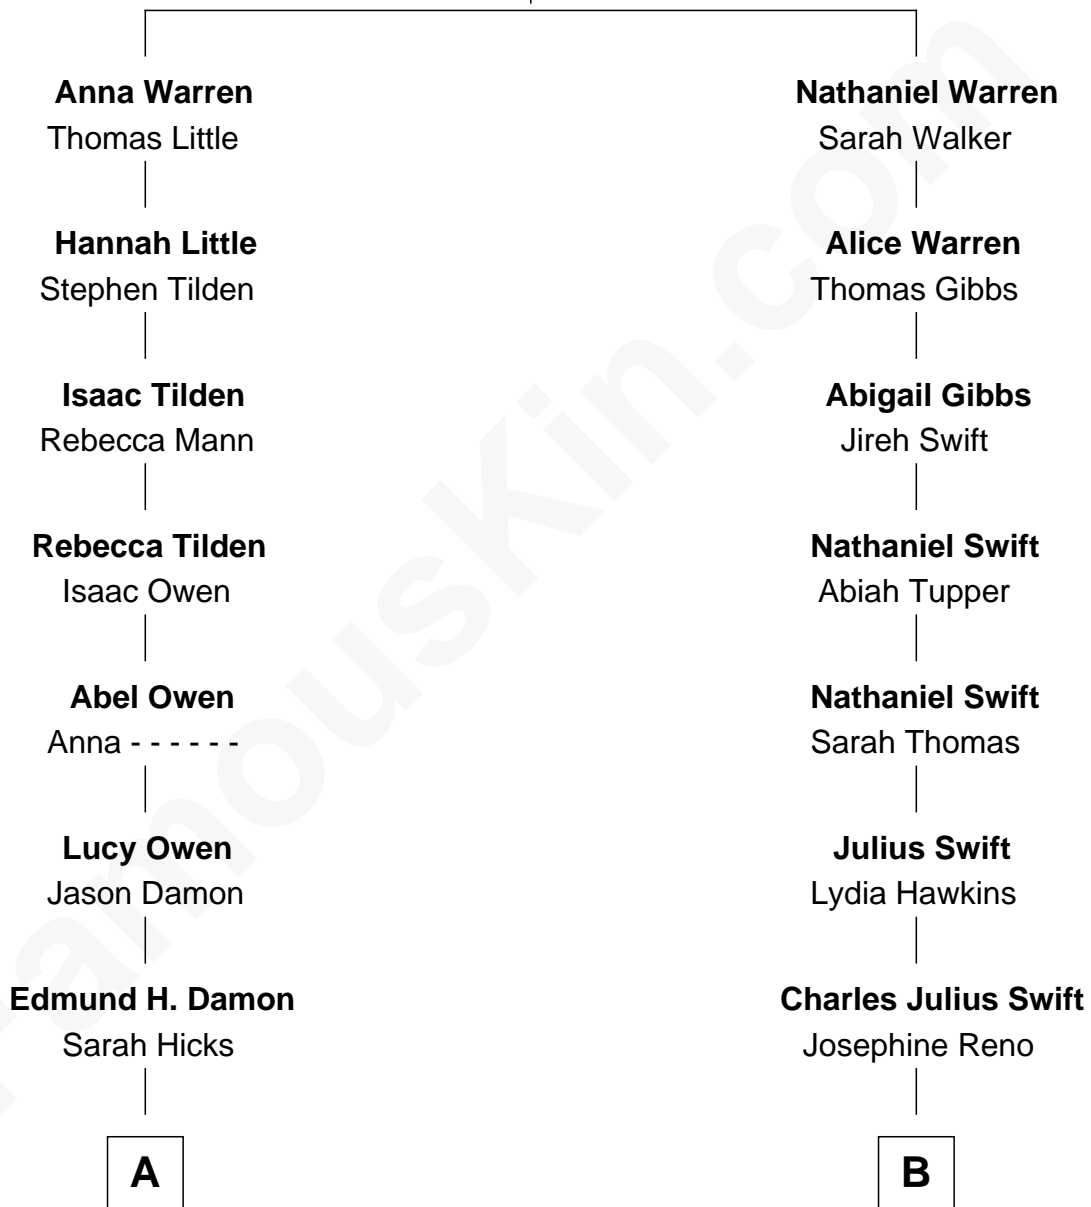 Anna Warren
Thomas Little
Hannah Little
Stephen Tilden
Isaac Tilden
Rebecca Mann
Rebecca Tilden
Isaac Owen
Abel Owen
Anna - - - - - -
Lucy Owen
Jason Damon
Edmund H. Damon
Sarah Hicks
A
Nathaniel Warren
Sarah Walker
Alice Warren
Thomas Gibbs
Abigail Gibbs
Jireh Swift
Nathaniel Swift
Abiah Tupper
Nathaniel Swift
Sarah Thomas
Julius Swift
Lydia Hawkins
Charles Julius Swift
Josephine Reno
B
FamousKin.com